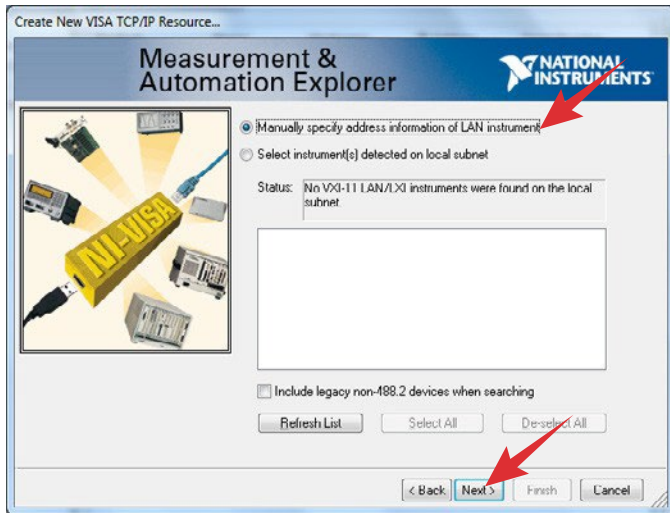 Create New VISA TCP/IP Resource...
Measurement &
Automation Explorer
NATIONAL
INSTRUMENTS
Manually specify address information of LAN instrument
Select instrument(s) detected on local subnet
Status:
No VXI-11 LAN/LXI instruments were found on the local
subnet.
NI-VISA
Include legacy non-488.2 devices when searching
Refresh List
Select All
De-select All
< Back
Next >
Finish
Cancel